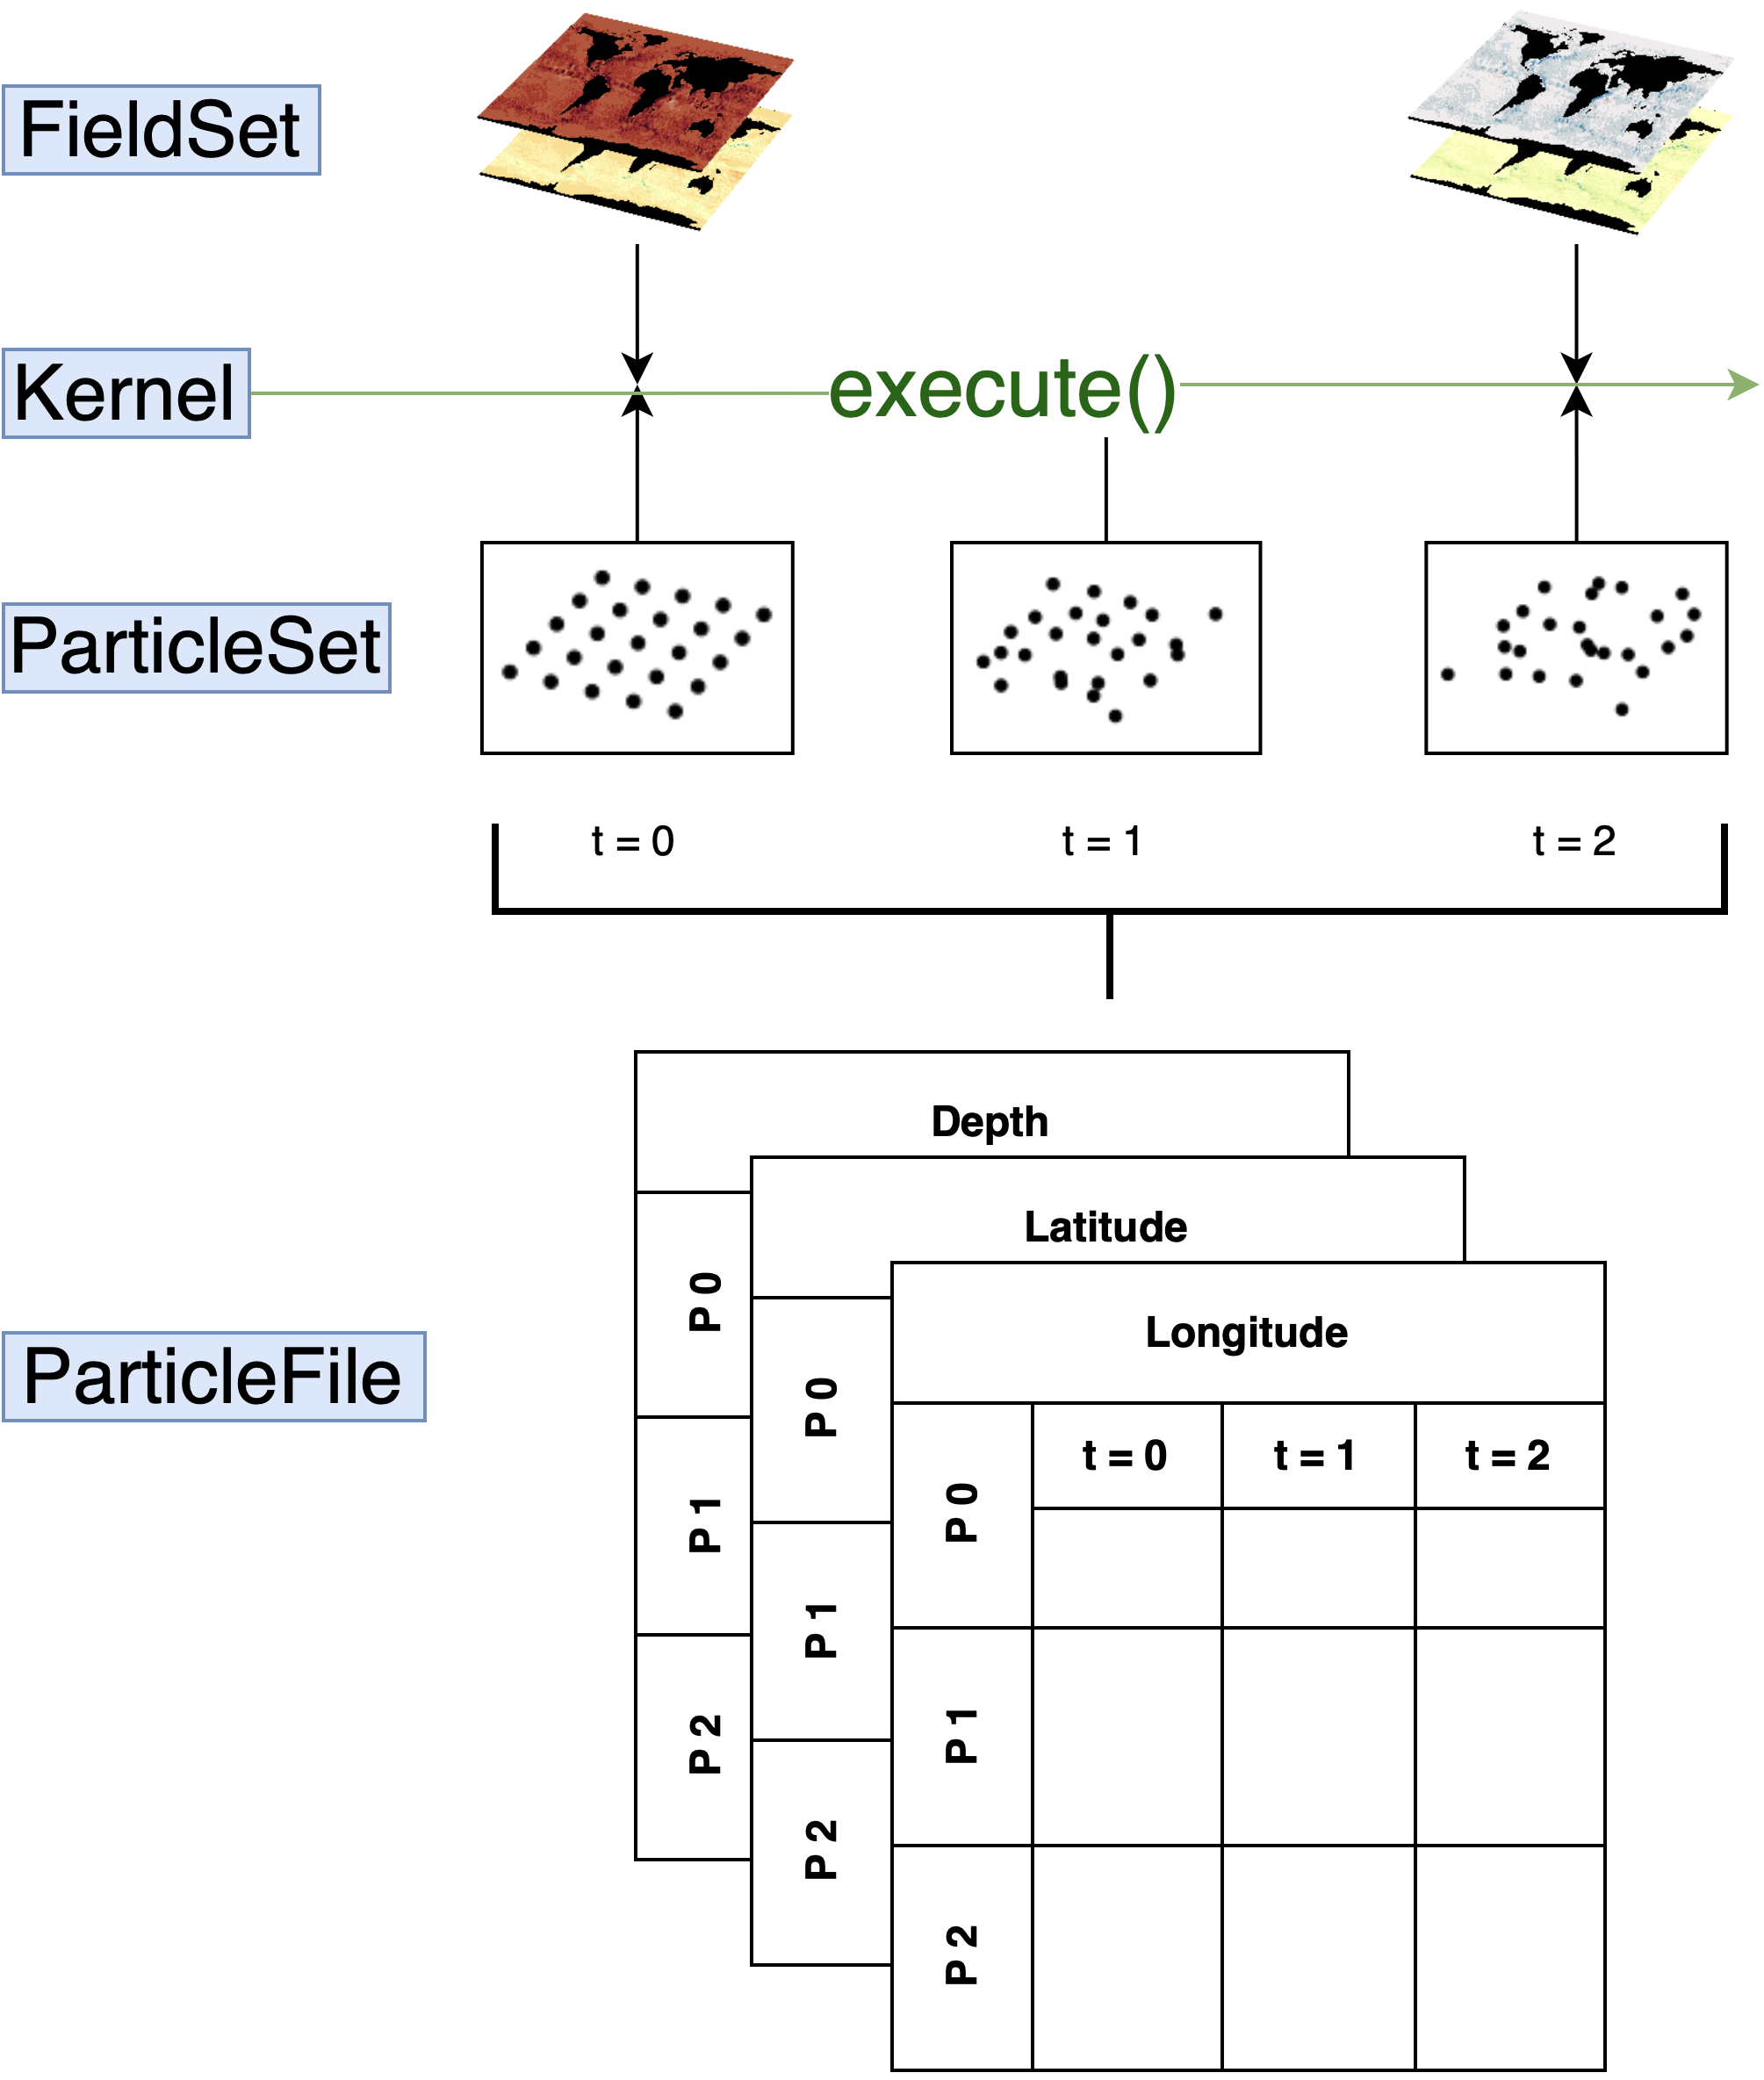 FieldSet
Kernel
execute()
ParticleSet
t = 0
t = 1
t = 2
Depth
Latitude
Longitude
ParticleFile
P 0
P 1
P 2
P 0
P 1
P 2
t = 0
t = 1
t = 2
P 0
P 1
P 2